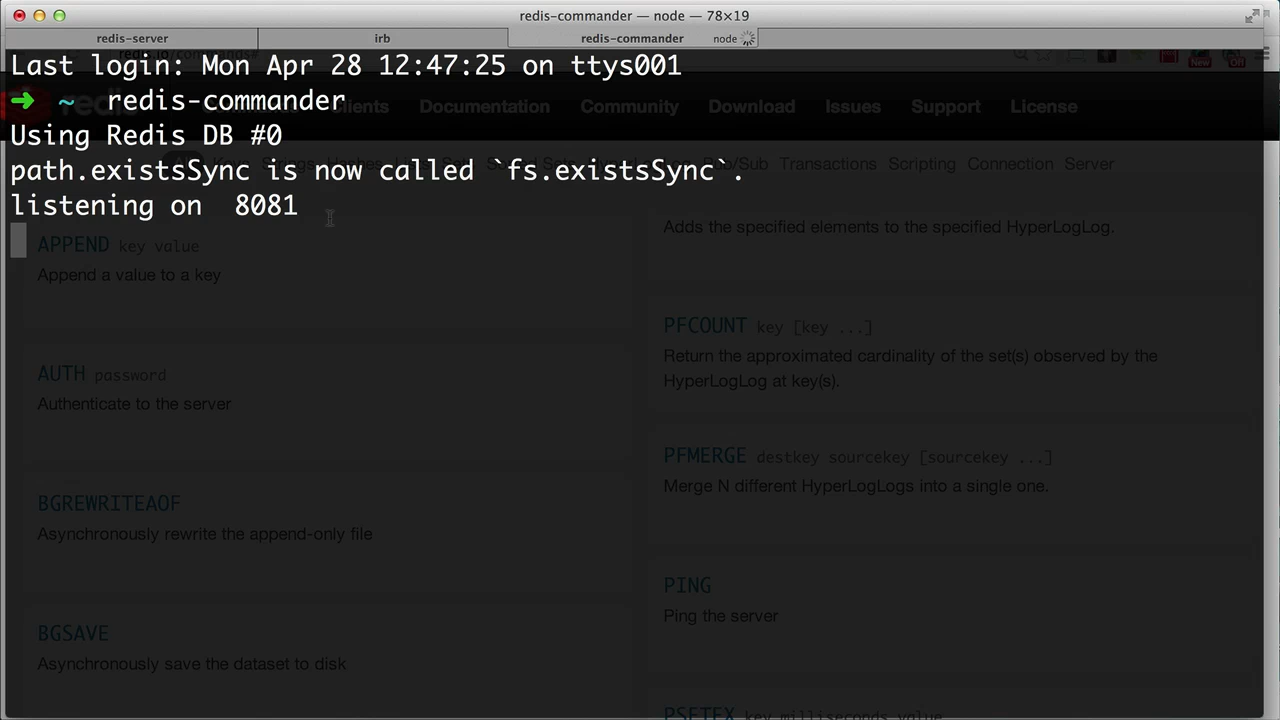 redis-commander — node — 78×19
redis-server
irb
redis-commander
node
Last login: Mon Apr 28 12:47:25 on ttys001
➜ ~ redis-commander
Clients Documentation Community Download Issues Support License
Using Redis DB #0
path.existsSync is now called `fs.existsSync`.
Transactions Scripting Connection Server
listening on  8081
APPEND key value
Append a value to a key
AUTH password
Authenticate to the server
BGREWRITEAOF
Asynchronously rewrite the append-only file
BGSAVE
Asynchronously save the dataset to disk
Adds the specified elements to the specified HyperLogLog.
PFCOUNT key [key ...]
Return the approximated cardinality of the set(s) observed by the
HyperLogLog at key(s).
PFMERGE destkey sourcekey [sourcekey ...]
Merge N different HyperLogLogs into a single one.
PING
Ping the server
PSETEX key milliseconds value